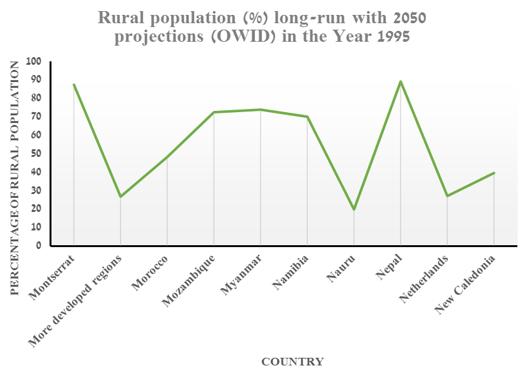 Rural population (%) long-run with 2050
projections (OWID) in the Year 1995
PERCENTAGE OF RURAL POPULATION
100
90
80
70
60
50
40
30
20
10
0
Montserrat
More developed regions
Morocco
Mozambique
Myanmar
Namibia
Nauru
Nepal
Netherlands
New Caledonia
COUNTRY